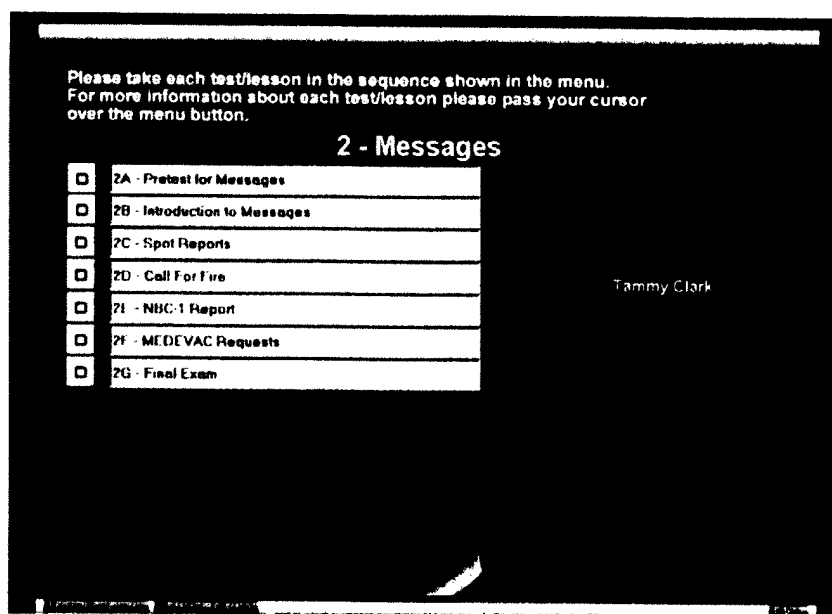 Please take each test/lesson in the sequence shown in the menu.
For more information about each test/lesson please pass your cursor
over the menu button.
2 - Messages
2A - Pretest for Messages
2B - Introduction to Messages
2C - Spot Reports
2D - Call For Fire
2E - NBC-1 Report
2F - MEDEVAC Requests
2G - Final Exam
Tammy Clark